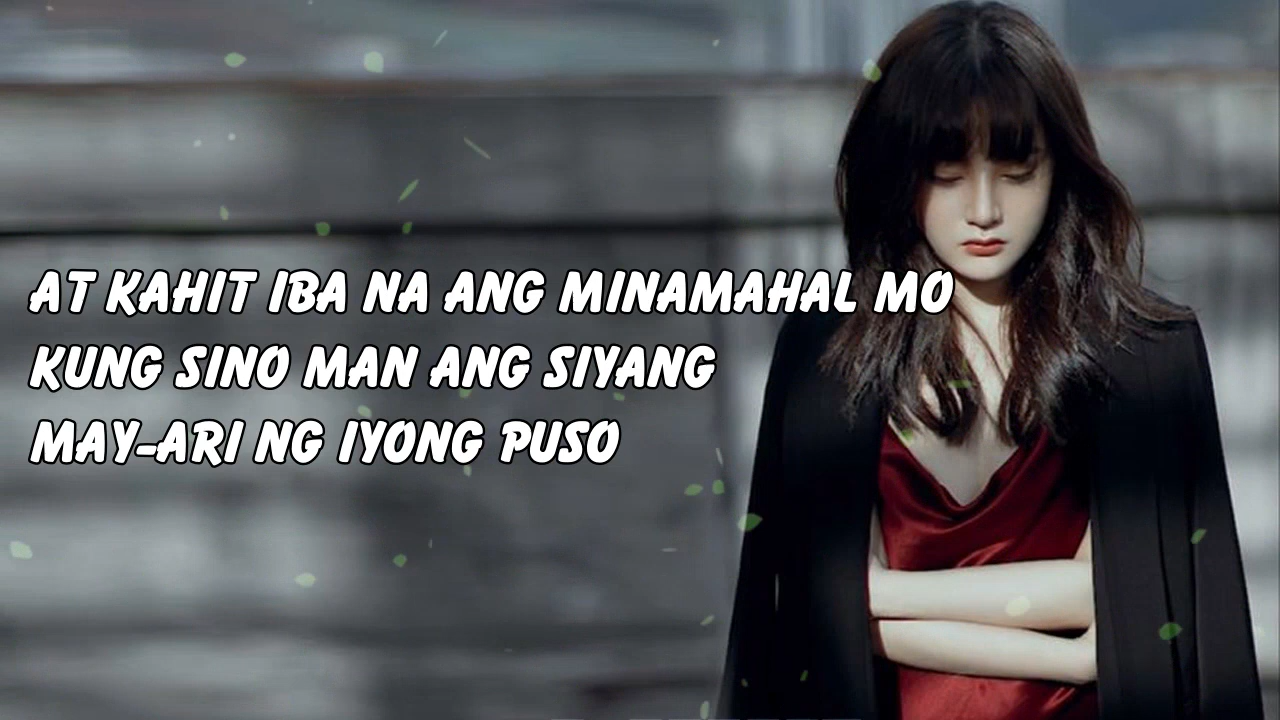 AT KAHIT IBA NA ANG MINAMAHAL MO
KUNG SINO MAN ANG SIYANG
MAY-ARI NG IYONG PUSO